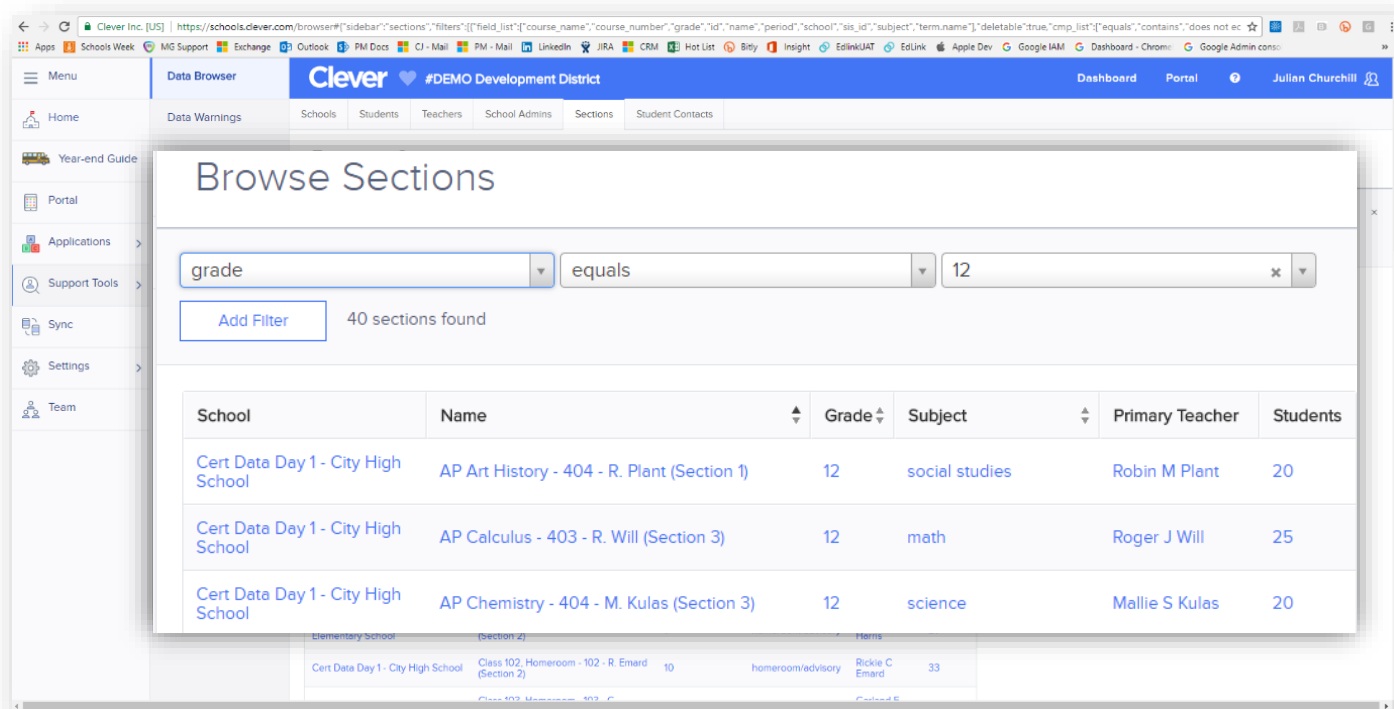 Clever Inc. [US] | https://schools.clever.com/browser#{"sidebar":"sections","filters":[{"field_list":["course_name","course_number","grade","id","name","period","school","sis_id","subject","term.name"],"deletable":true,"cmp_list":["equals","contains","does not ec
Apps Schools Week MG Support Exchange Outlook PM Docs CJ - Mail PM - Mail LinkedIn JIRA CRM Hot List Bitly Insight EdlinkUAT EdLink Apple Dev Google IAM Dashboard - Chrome Google Admin conso »
Menu Data Browser Clever #DEMO Development District Dashboard Portal ? Julian Churchill
Home Data Warnings Schools Students Teachers School Admins Sections Student Contacts
Year-end Guide
Portal
Applications
Support Tools
Sync
Settings
Team
Browse Sections
grade equals 12
Add Filter 40 sections found
School Name Grade Subject Primary Teacher Students
Cert Data Day 1 - City High School AP Art History - 404 - R. Plant (Section 1) 12 social studies Robin M Plant 20
Cert Data Day 1 - City High School AP Calculus - 403 - R. Will (Section 3) 12 math Roger J Will 25
Cert Data Day 1 - City High School AP Chemistry - 404 - M. Kulas (Section 3) 12 science Mallie S Kulas 20
Elementary School (Section 2) Harris
Cert Data Day 1 - City High School Class 102, Homeroom - 102 - R. Emard (Section 2) 10 homeroom/advisory Rickie C Emard 33